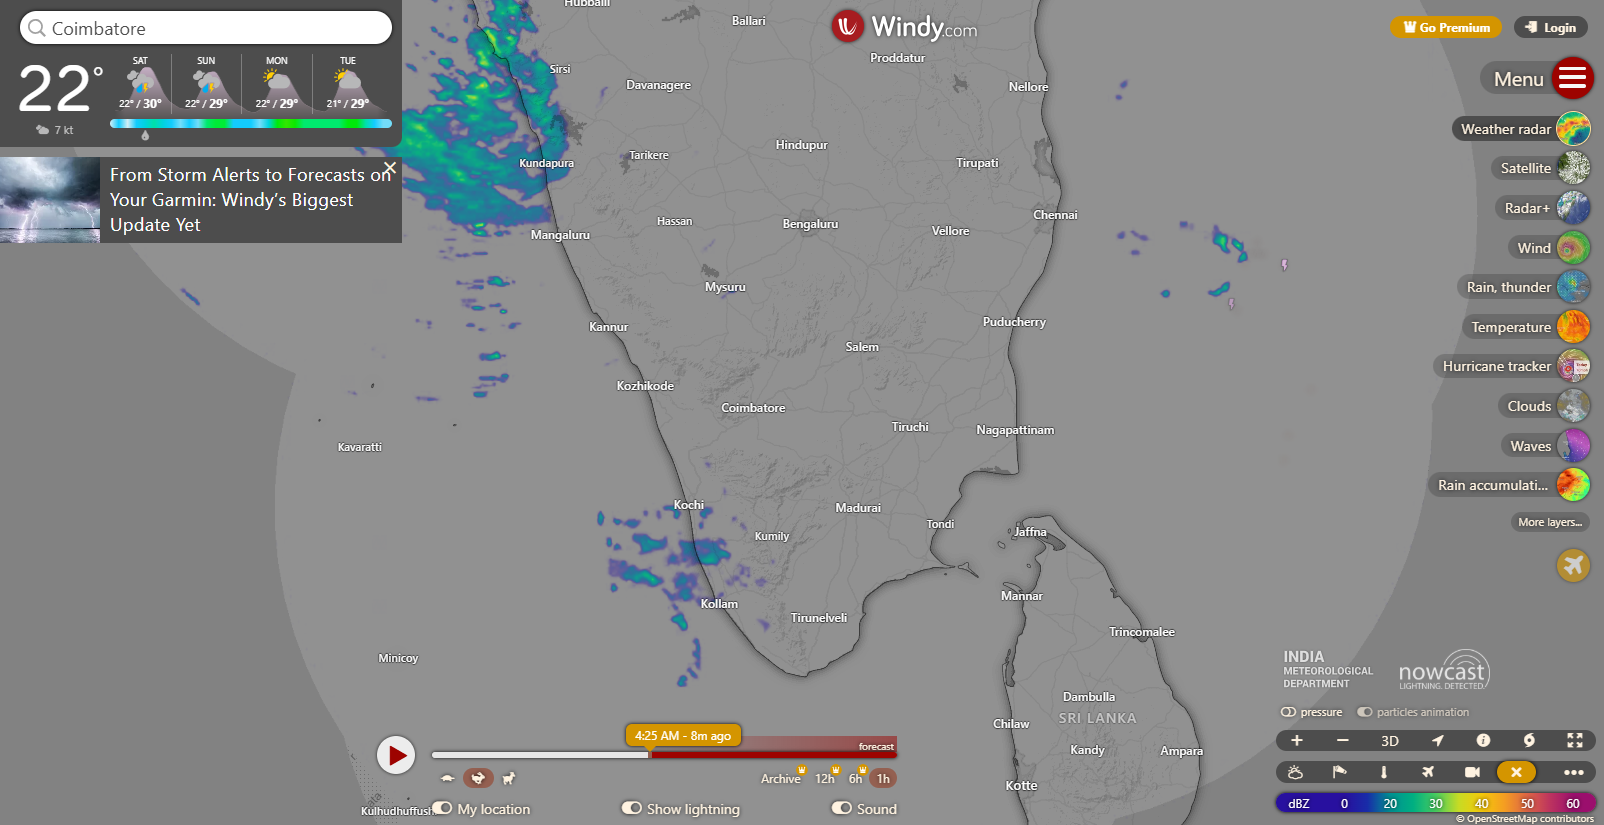 Coimbatore
22°
7 kt
SAT SUN MON TUE
22° / 30° 22° / 29° 22° / 29° 21° / 29°
From Storm Alerts to Forecasts on
Your Garmin: Windy’s Biggest
Update Yet
Windy.com
Go Premium
Login
Menu
Weather radar
Satellite
Radar+
Wind
Rain, thunder
Temperature
Hurricane tracker
Clouds
Waves
Rain accumulati...
More layers...
Hubballi
Ballari
Proddatur
Sirsi
Davanagere
Nellore
Hindupur
Kundapura
Tarikere
Tirupati
Chennai
Hassan
Bengaluru
Vellore
Mangaluru
Mysuru
Kannur
Puducherry
Salem
Kozhikode
Coimbatore
Tiruchi
Nagapattinam
Kavaratti
Kochi
Madurai
Tondi
Jaffna
Kumily
Mannar
Kollam
Tirunelveli
Trincomalee
Minicoy
Dambulla
Chilaw
SRI LANKA
Kandy
Ampara
Kotte
Kulhudhuffushi
INDIA
METEOROLOGICAL
DEPARTMENT
nowcast
LIGHTNING. DETECTED.
pressure
particles animation
3D
dBZ 0 20 30 40 50 60
© OpenStreetMap contributors
4:25 AM - 8m ago
forecast
Archive 12h 6h 1h
My location
Show lightning
Sound